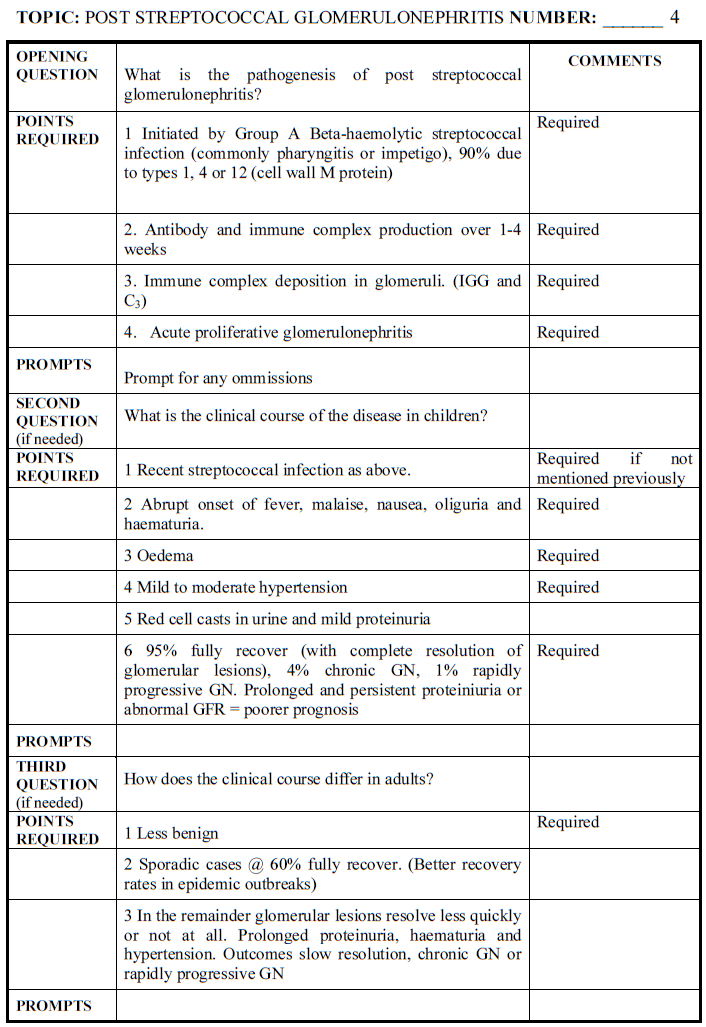 TOPIC: POST STREPTOCOCCAL GLOMERULONEPHRITIS NUMBER: ______ 4
OPENING
QUESTION
What is the pathogenesis of post streptococcal
glomerulonephritis?
COMMENTS
POINTS
REQUIRED
1 Initiated by Group A Beta-haemolytic streptococcal
infection (commonly pharyngitis or impetigo), 90% due
to types 1, 4 or 12 (cell wall M protein)
Required
2. Antibody and immune complex production over 1-4
weeks
Required
3. Immune complex deposition in glomeruli. (IGG and
C3)
Required
4. Acute proliferative glomerulonephritis
Required
PROMPTS
Prompt for any ommissions
SECOND
QUESTION
(if needed)
What is the clinical course of the disease in children?
POINTS
REQUIRED
1 Recent streptococcal infection as above.
Required if not
mentioned previously
2 Abrupt onset of fever, malaise, nausea, oliguria and
haematuria.
Required
3 Oedema
Required
4 Mild to moderate hypertension
Required
5 Red cell casts in urine and mild proteinuria
6 95% fully recover (with complete resolution of
glomerular lesions), 4% chronic GN, 1% rapidly
progressive GN. Prolonged and persistent proteiniuria or
abnormal GFR = poorer prognosis
Required
PROMPTS
THIRD
QUESTION
(if needed)
How does the clinical course differ in adults?
POINTS
REQUIRED
1 Less benign
Required
2 Sporadic cases @ 60% fully recover. (Better recovery
rates in epidemic outbreaks)
3 In the remainder glomerular lesions resolve less quickly
or not at all. Prolonged proteinuria, haematuria and
hypertension. Outcomes slow resolution, chronic GN or
rapidly progressive GN
PROMPTS